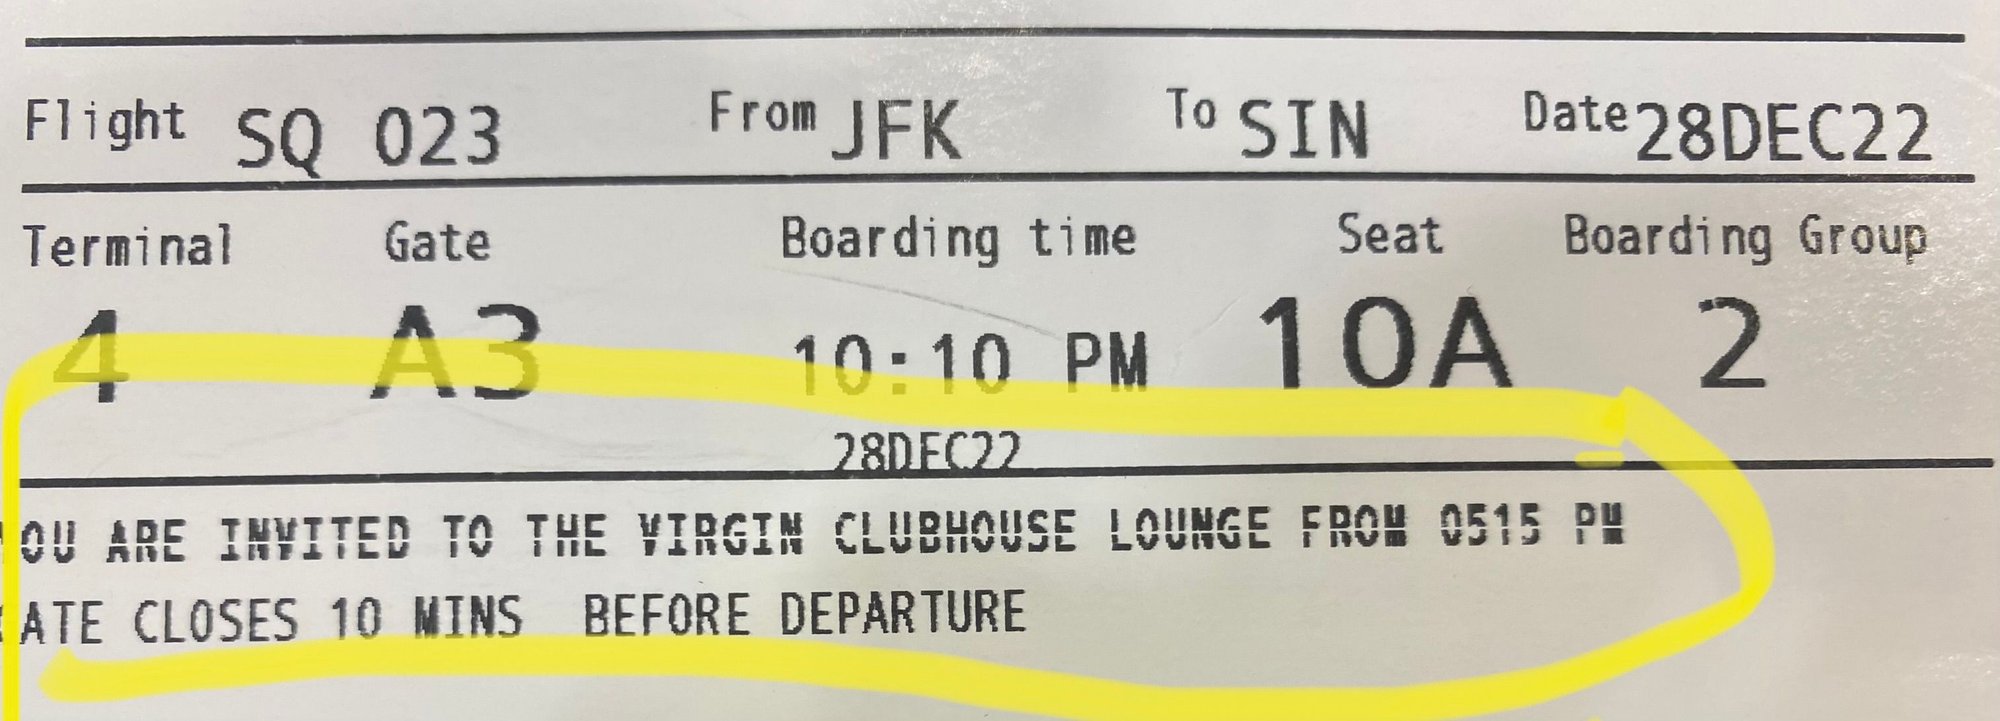 Flight SQ 023 From JFK To SIN Date 28DEC22
Terminal Gate Boarding time Seat Boarding Group
4 A3 10:10 PM 10A 2
28DEC22
OU ARE INVITED TO THE VIRGIN CLUBHOUSE LOUNGE FROM 0515 PM
ATE CLOSES 10 MINS BEFORE DEPARTURE